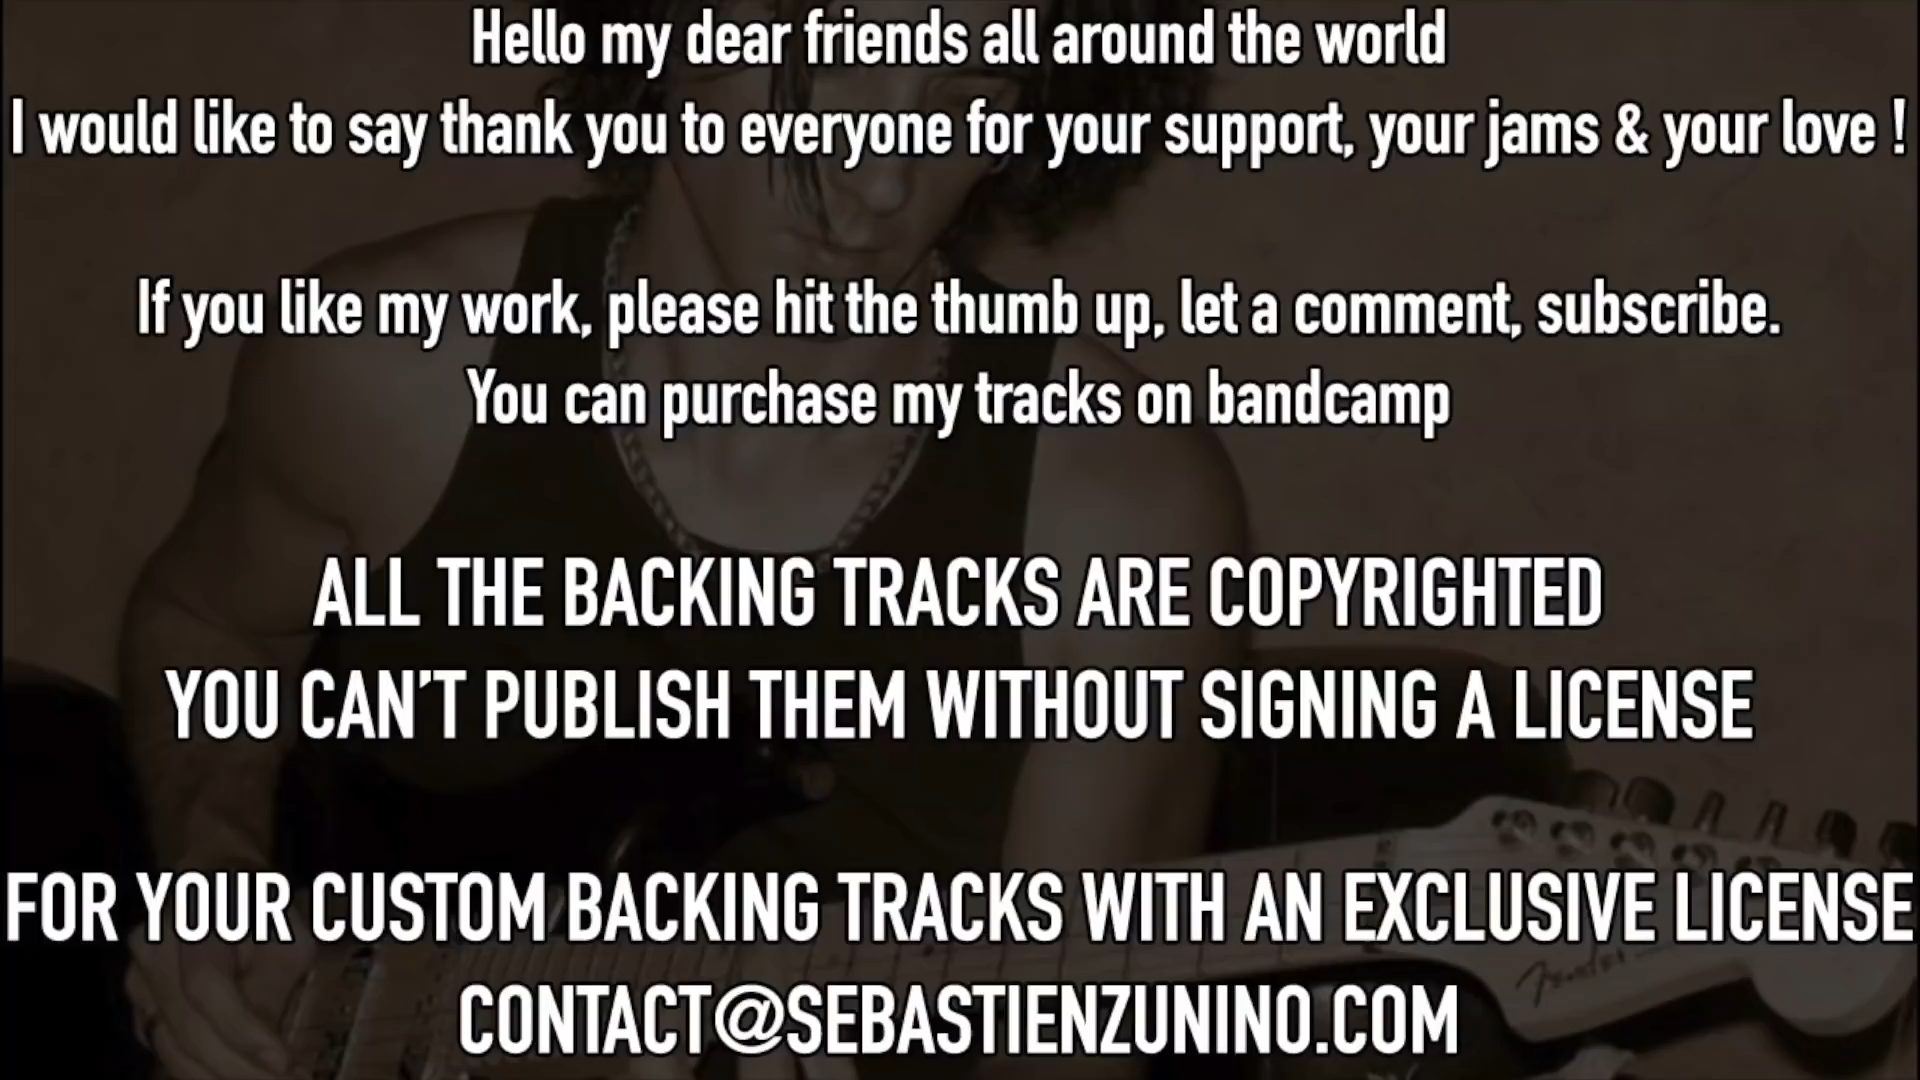 Hello my dear friends all around the world
I would like to say thank you to everyone for your support, your jams & your love !
If you like my work, please hit the thumb up, let a comment, subscribe.
You can purchase my tracks on bandcamp
ALL THE BACKING TRACKS ARE COPYRIGHTED
YOU CAN'T PUBLISH THEM WITHOUT SIGNING A LICENSE
FOR YOUR CUSTOM BACKING TRACKS WITH AN EXCLUSIVE LICENSE
Fender
CONTACT@SEBASTIENZUNINO.COM